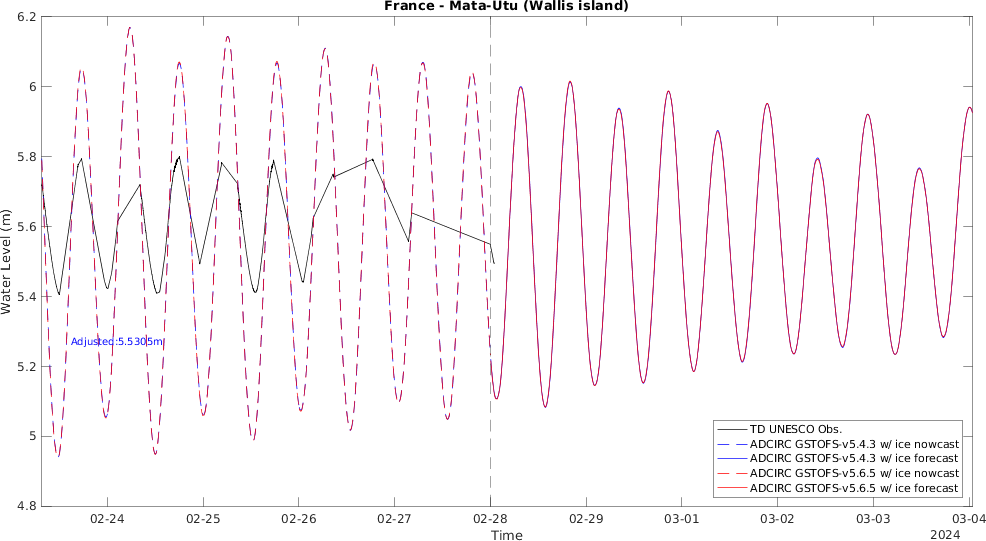 France - Mata-Utu (Wallis island)
Water Level (m)
6.2
6
5.8
5.6
5.4
5.2
5
4.8
Adjusted:5.5305m
TD UNESCO Obs.
ADCIRC GSTOFS-v5.4.3 w/ ice nowcast
ADCIRC GSTOFS-v5.4.3 w/ ice forecast
ADCIRC GSTOFS-v5.6.5 w/ ice nowcast
ADCIRC GSTOFS-v5.6.5 w/ ice forecast
02-24 02-25 02-26 02-27 02-28 02-29 03-01 03-02 03-03 03-04
Time
2024